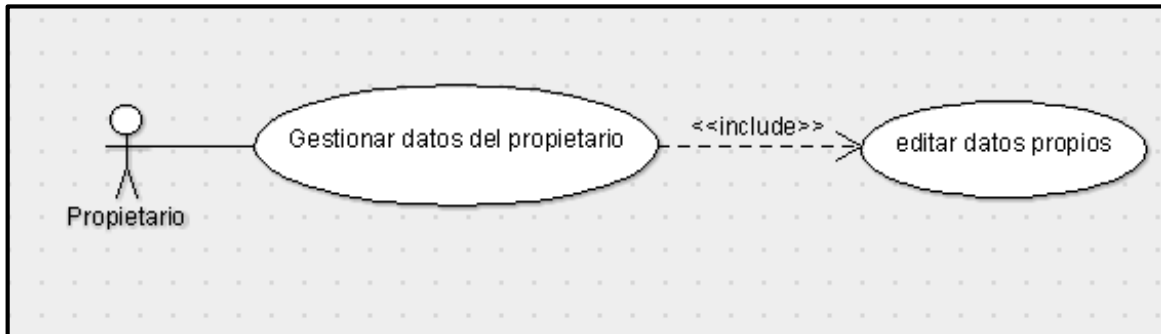 Gestionar datos del propietario
<<include>>
editar datos propios
Propietario